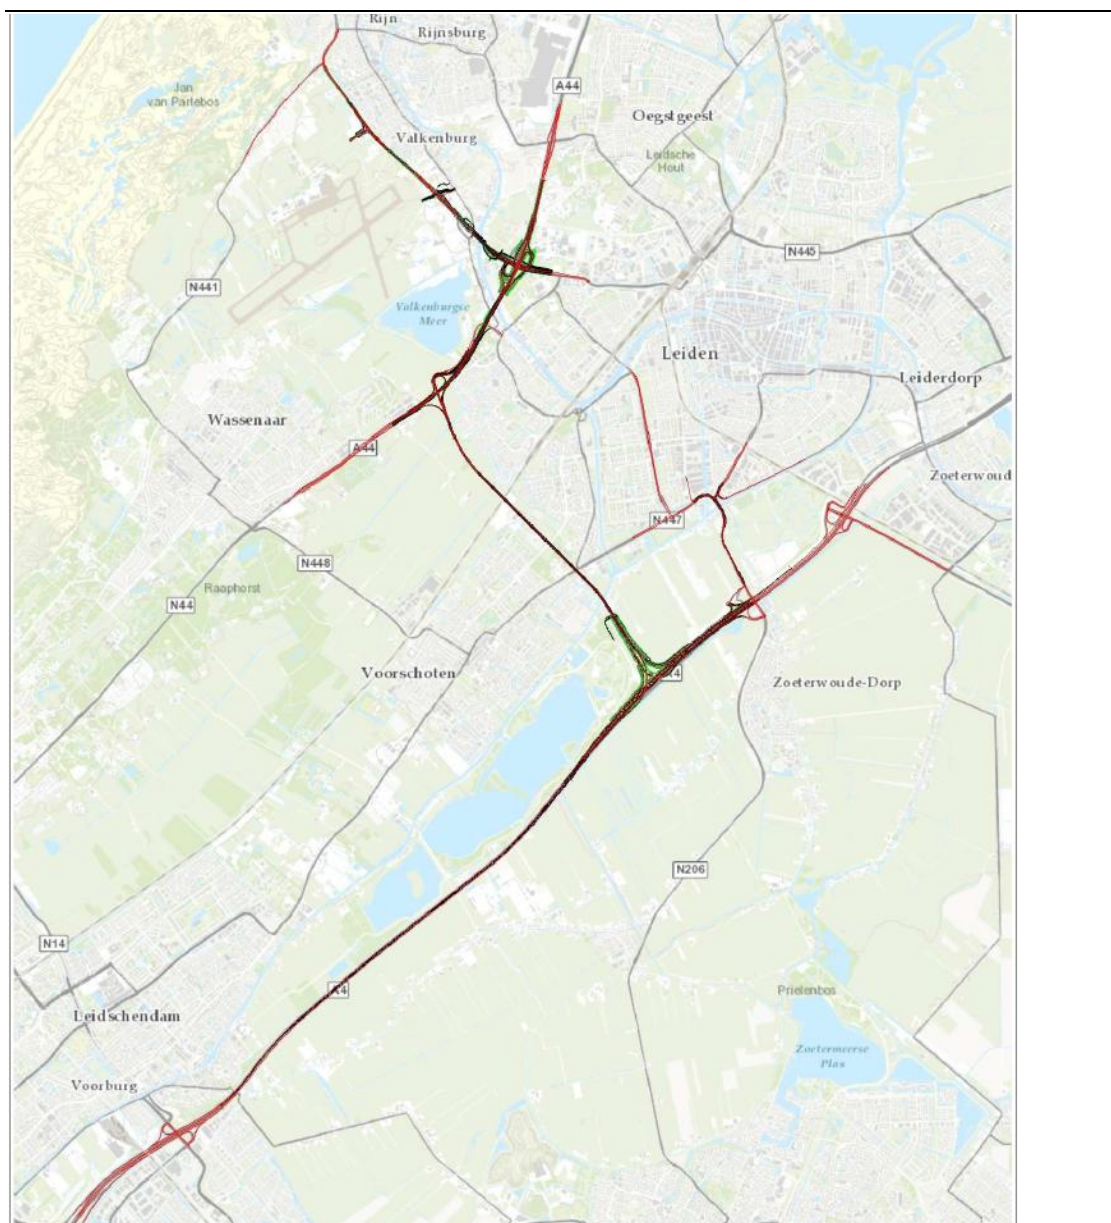 Rijn
Rijnsburg
Jan
van Partebos
A44
Oegstgeest
Valkenburg
Leidsche
Hout
N445
N441
Valkenburgse
Meer
Leiden
Leiderdorp
Wassenaar
A44
Zoeterwoud
N447
N448
Raaphorst
N44
Voorschoten
A4
Zoeterwoude-Dorp
N206
N14
A4
Prielenbos
Leidschendam
Zoetermeerse
Plas
Voorburg